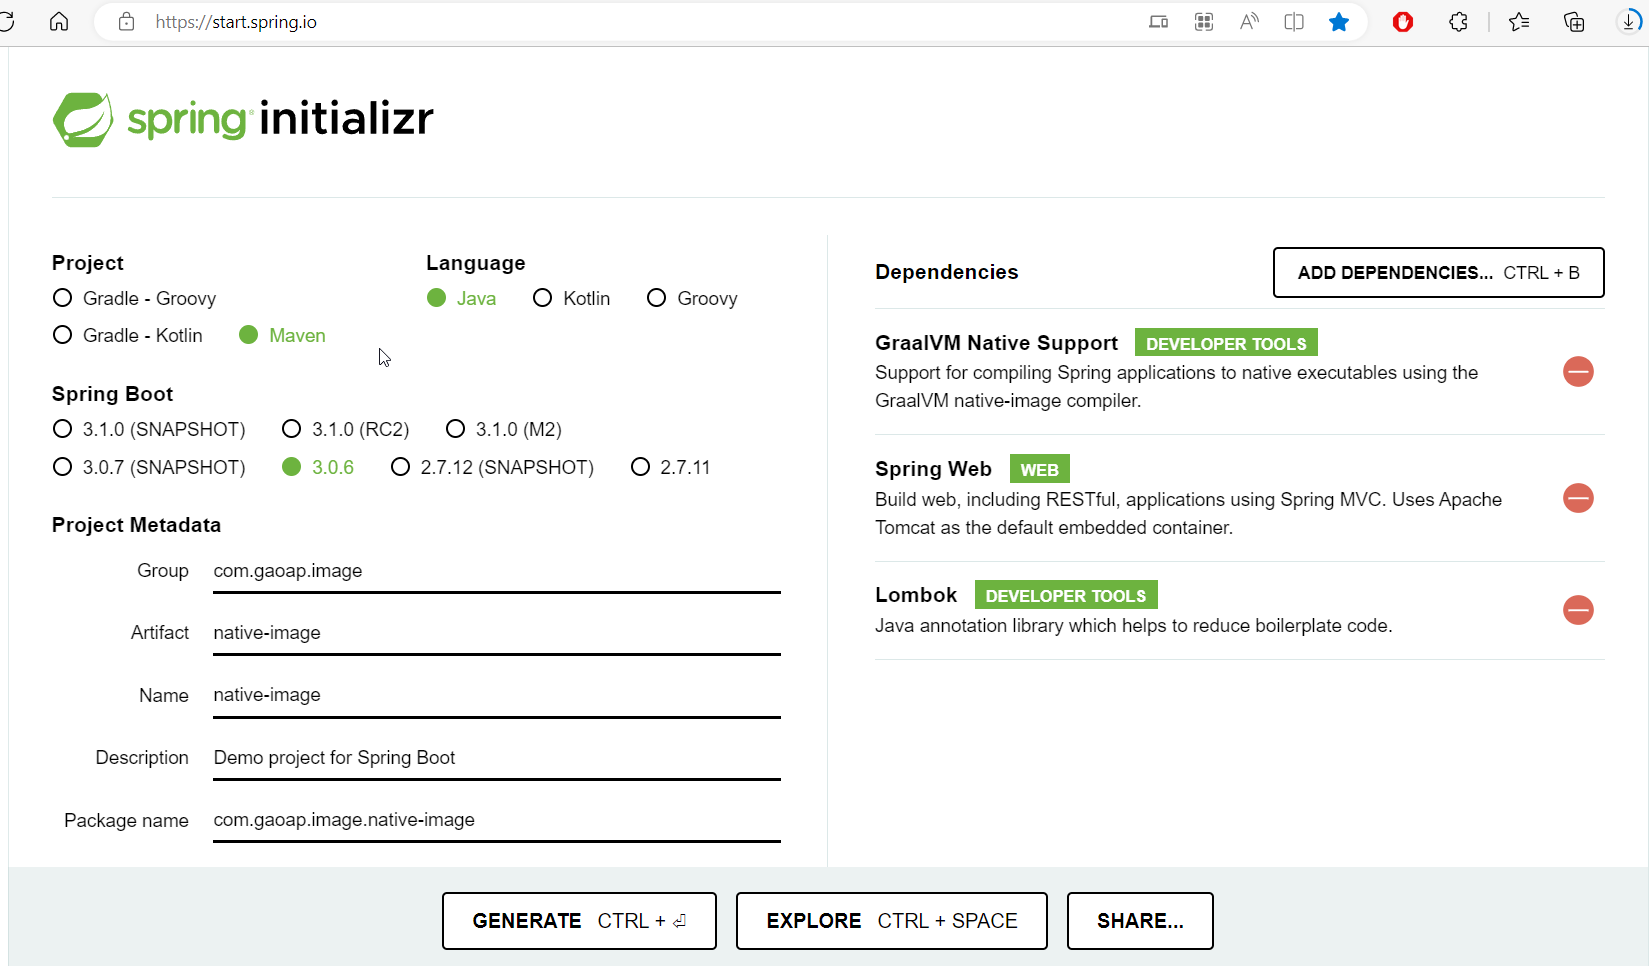 https://start.spring.io
spring initializr
Project
Gradle - Groovy
Gradle - Kotlin Maven
Language
Java Kotlin Groovy
Spring Boot
3.1.0 (SNAPSHOT) 3.1.0 (RC2) 3.1.0 (M2)
3.0.7 (SNAPSHOT) 3.0.6 2.7.12 (SNAPSHOT) 2.7.11
Project Metadata
Group com.gaoap.image
Artifact native-image
Name native-image
Description Demo project for Spring Boot
Package name com.gaoap.image.native-image
Dependencies
ADD DEPENDENCIES... CTRL + B
GraalVM Native Support DEVELOPER TOOLS
Support for compiling Spring applications to native executables using the
GraalVM native-image compiler.
Spring Web WEB
Build web, including RESTful, applications using Spring MVC. Uses Apache
Tomcat as the default embedded container.
Lombok DEVELOPER TOOLS
Java annotation library which helps to reduce boilerplate code.
GENERATE CTRL + ⏎
EXPLORE CTRL + SPACE
SHARE...